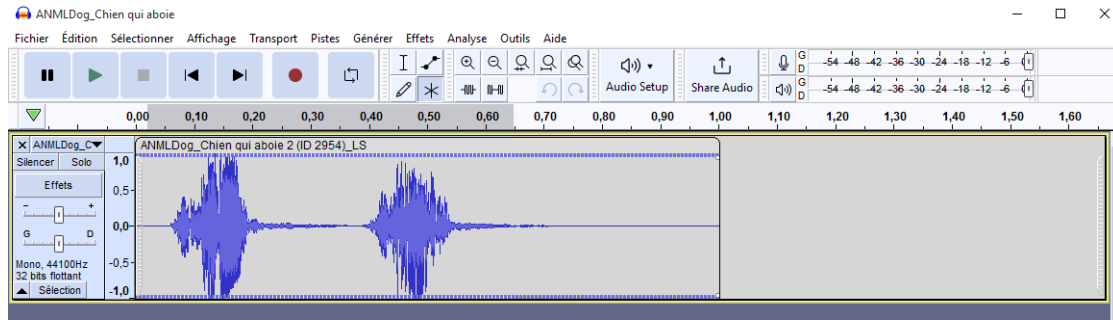 ANMLDog_Chien qui aboie
Fichier Édition Sélectionner Affichage Transport Pistes Générer Effets Analyse Outils Aide
Audio Setup Share Audio
G D -54 -48 -42 -36 -30 -24 -18 -12 -6
G D -54 -48 -42 -36 -30 -24 -18 -12 -6
0,00 0,10 0,20 0,30 0,40 0,50 0,60 0,70 0,80 0,90 1,00 1,10 1,20 1,30 1,40 1,50 1,60
ANMLDog_C ANMLDog_Chien qui aboie 2 (ID 2954)_LS
Silencer Solo 1,0
Effets 0,5
- +
0,0
G D
Mono, 44100Hz -0,5
32 bits flottant
Sélection -1,0